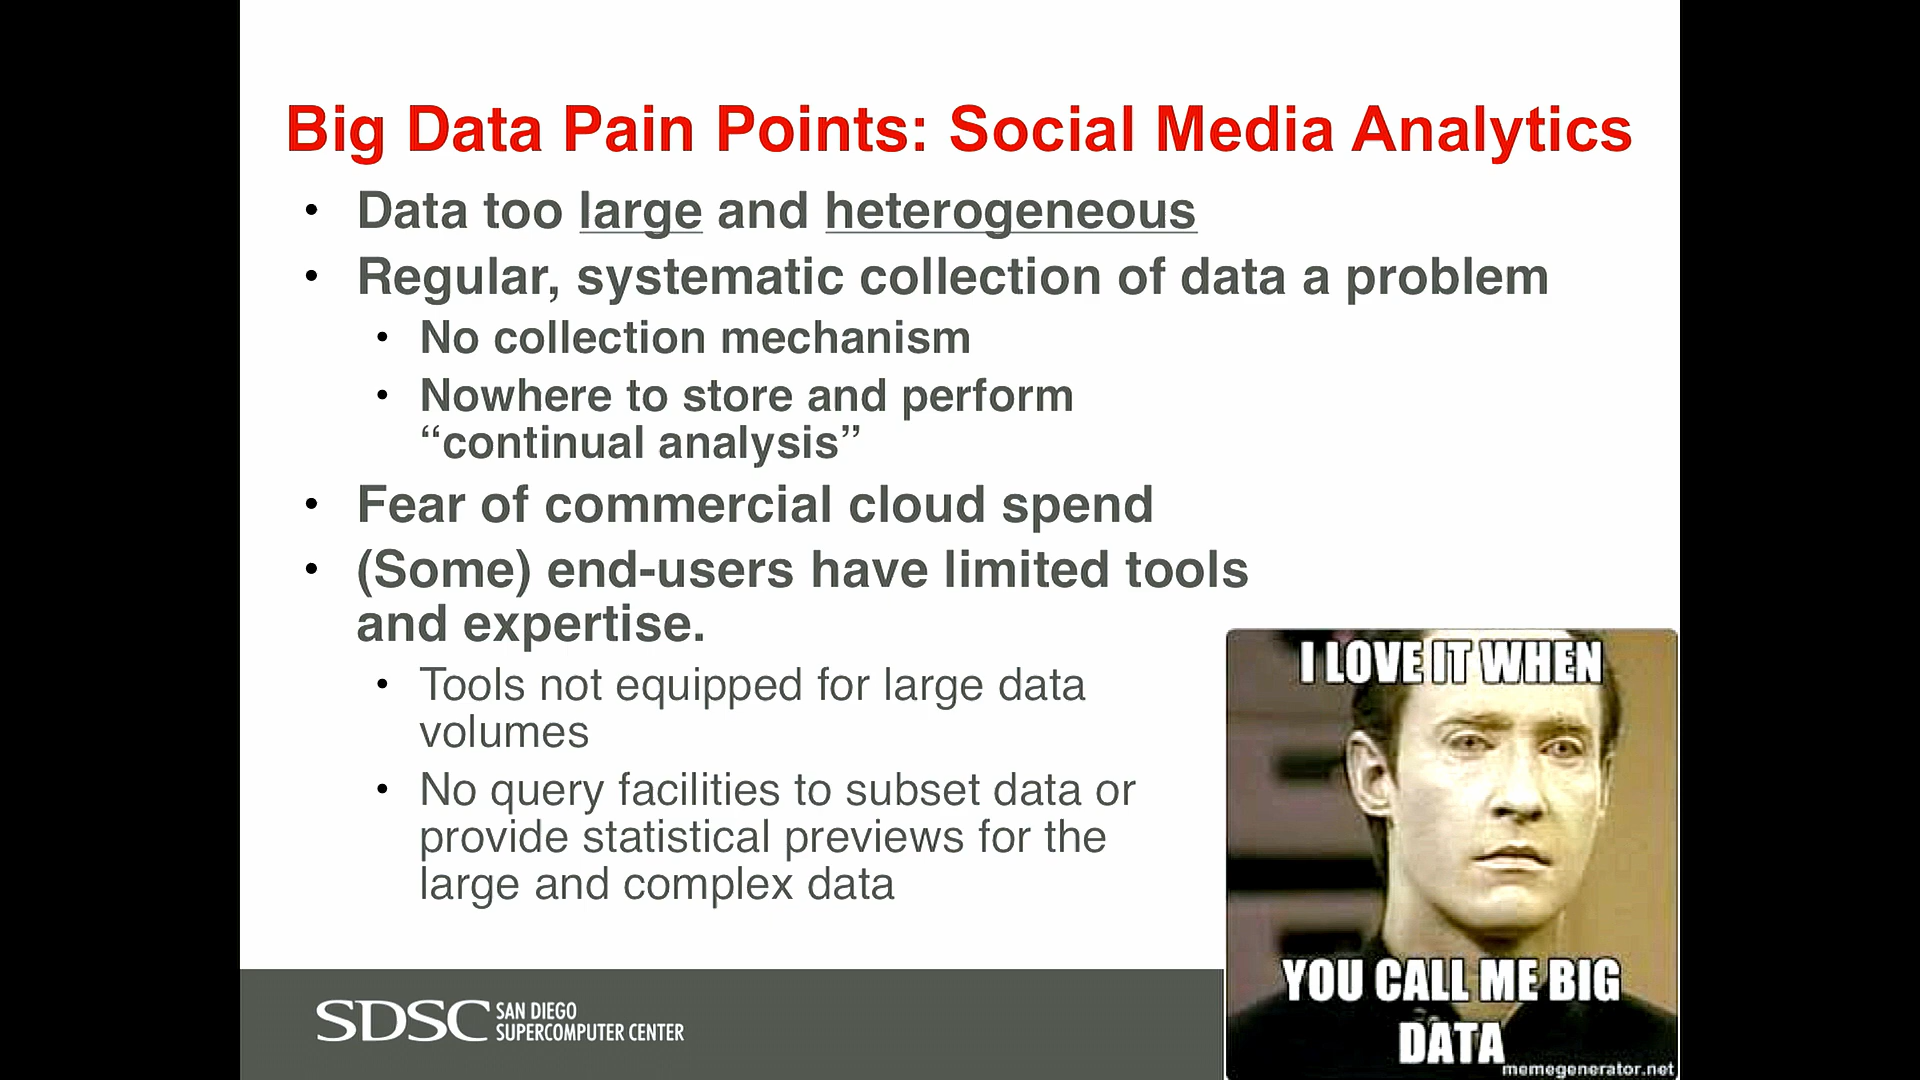 Big Data Pain Points: Social Media Analytics
• Data too large and heterogeneous
• Regular, systematic collection of data a problem
• No collection mechanism
• Nowhere to store and perform
“continual analysis”
• Fear of commercial cloud spend
• (Some) end-users have limited tools
and expertise.
• Tools not equipped for large data
volumes
• No query facilities to subset data or
provide statistical previews for the
large and complex data
I LOVE IT WHEN
YOU CALL ME BIG
DATA
memegenerator.net
SDSC SAN DIEGO
SUPERCOMPUTER CENTER